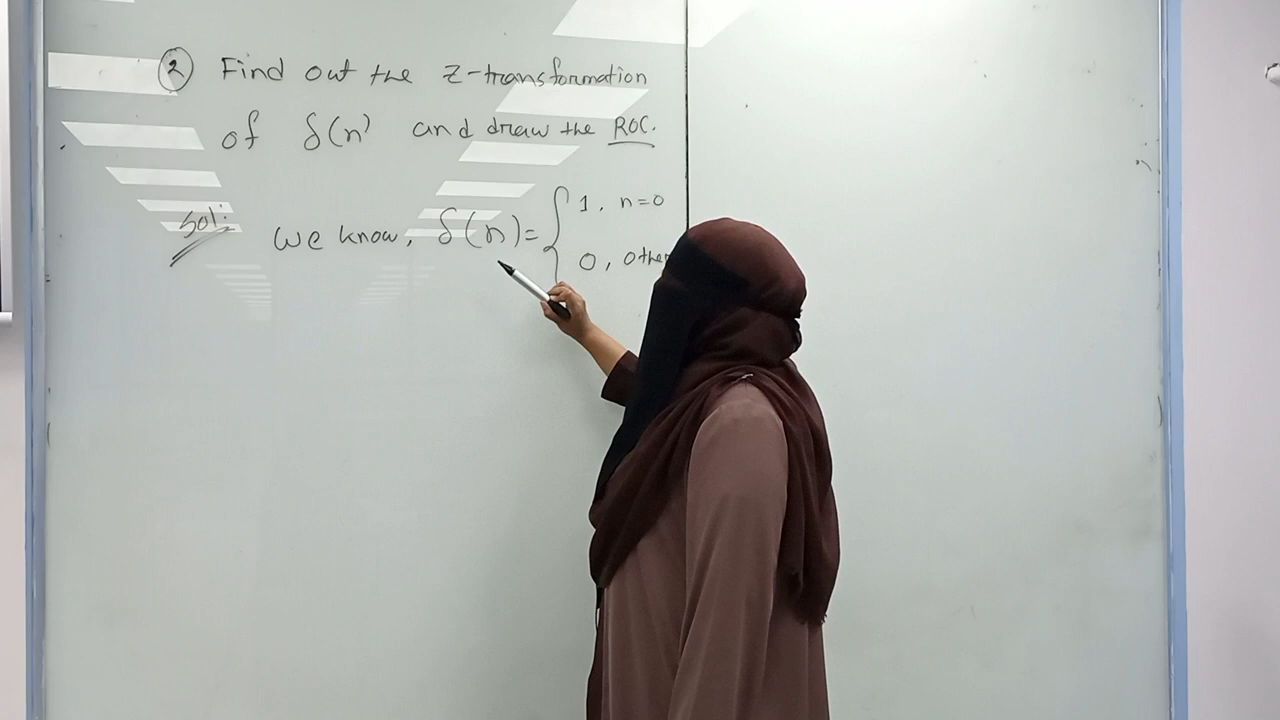 ② Find out the Z-transformation
of δ(n) and draw the ROC.
Sol: We know, δ(n) = { 1, n=0
0, other